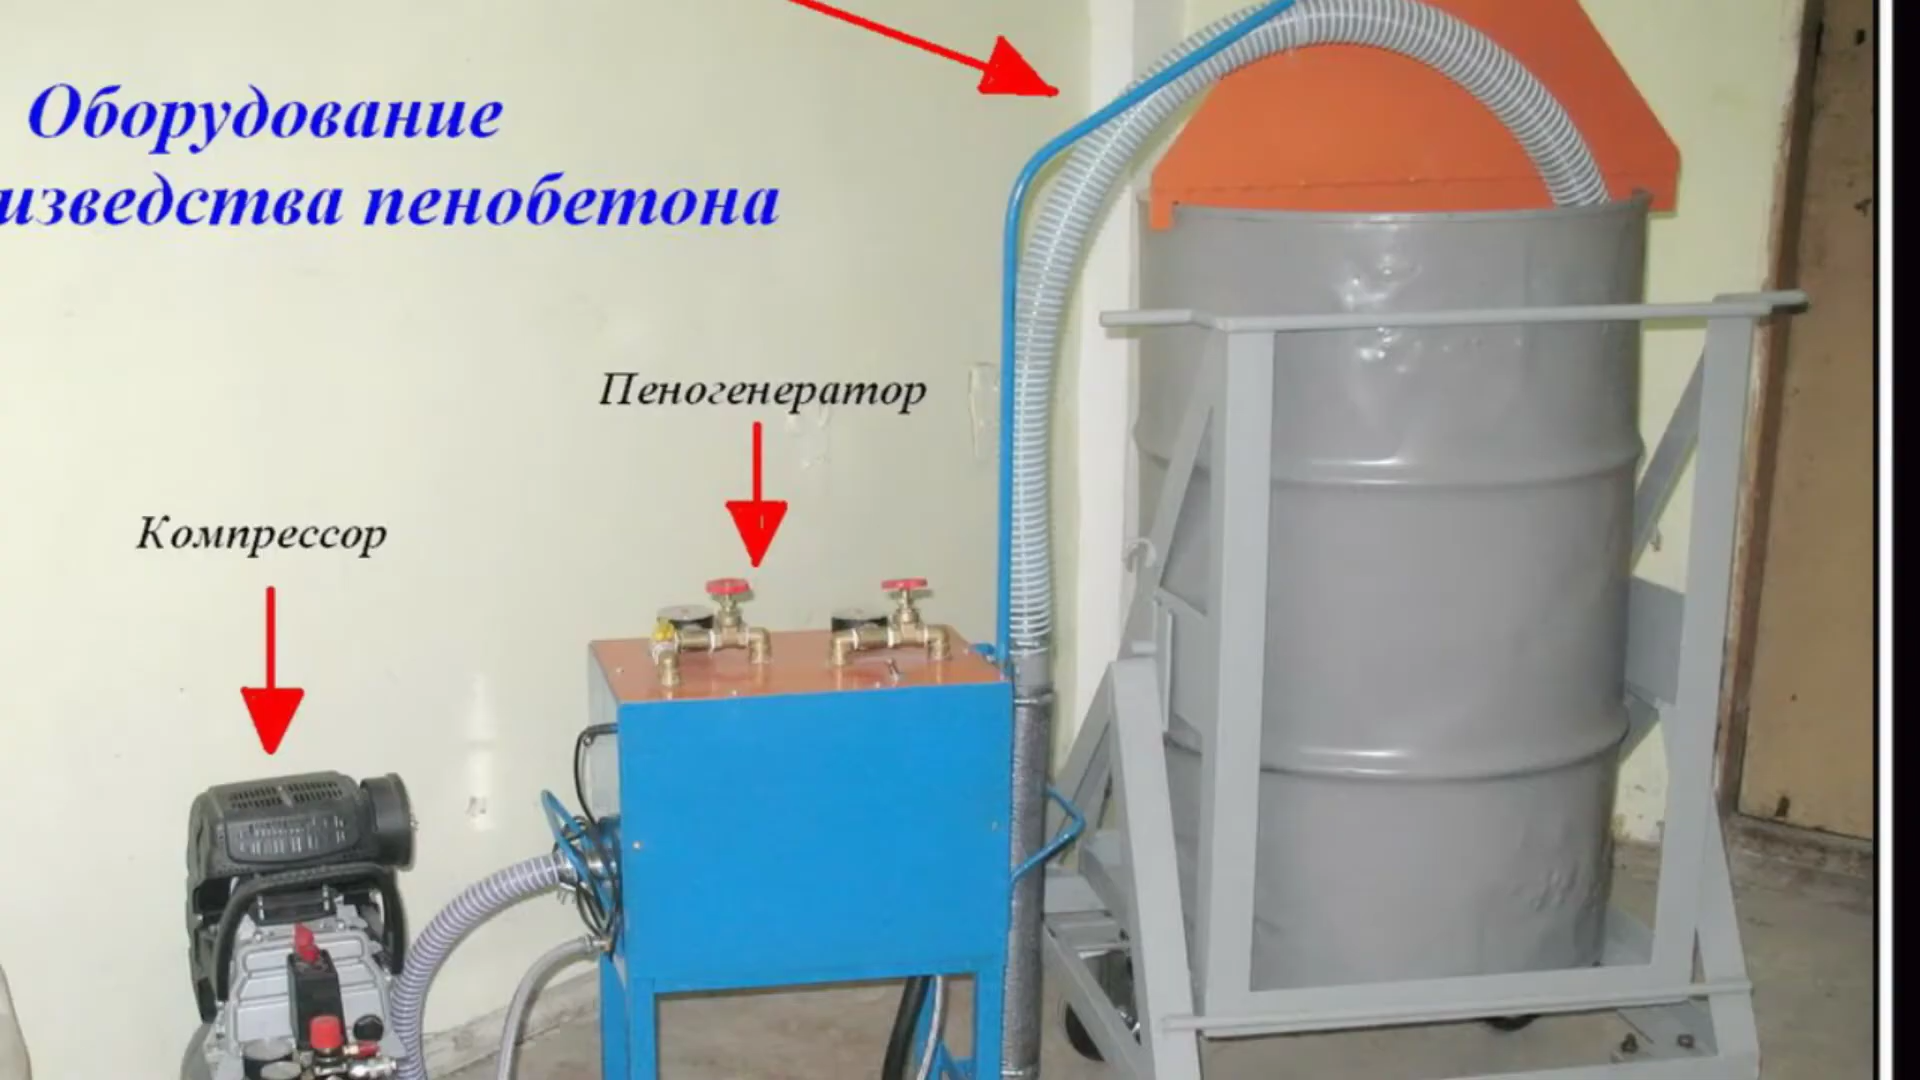 Оборудование
изведства пенобетона
Пеногенератор
Компрессор